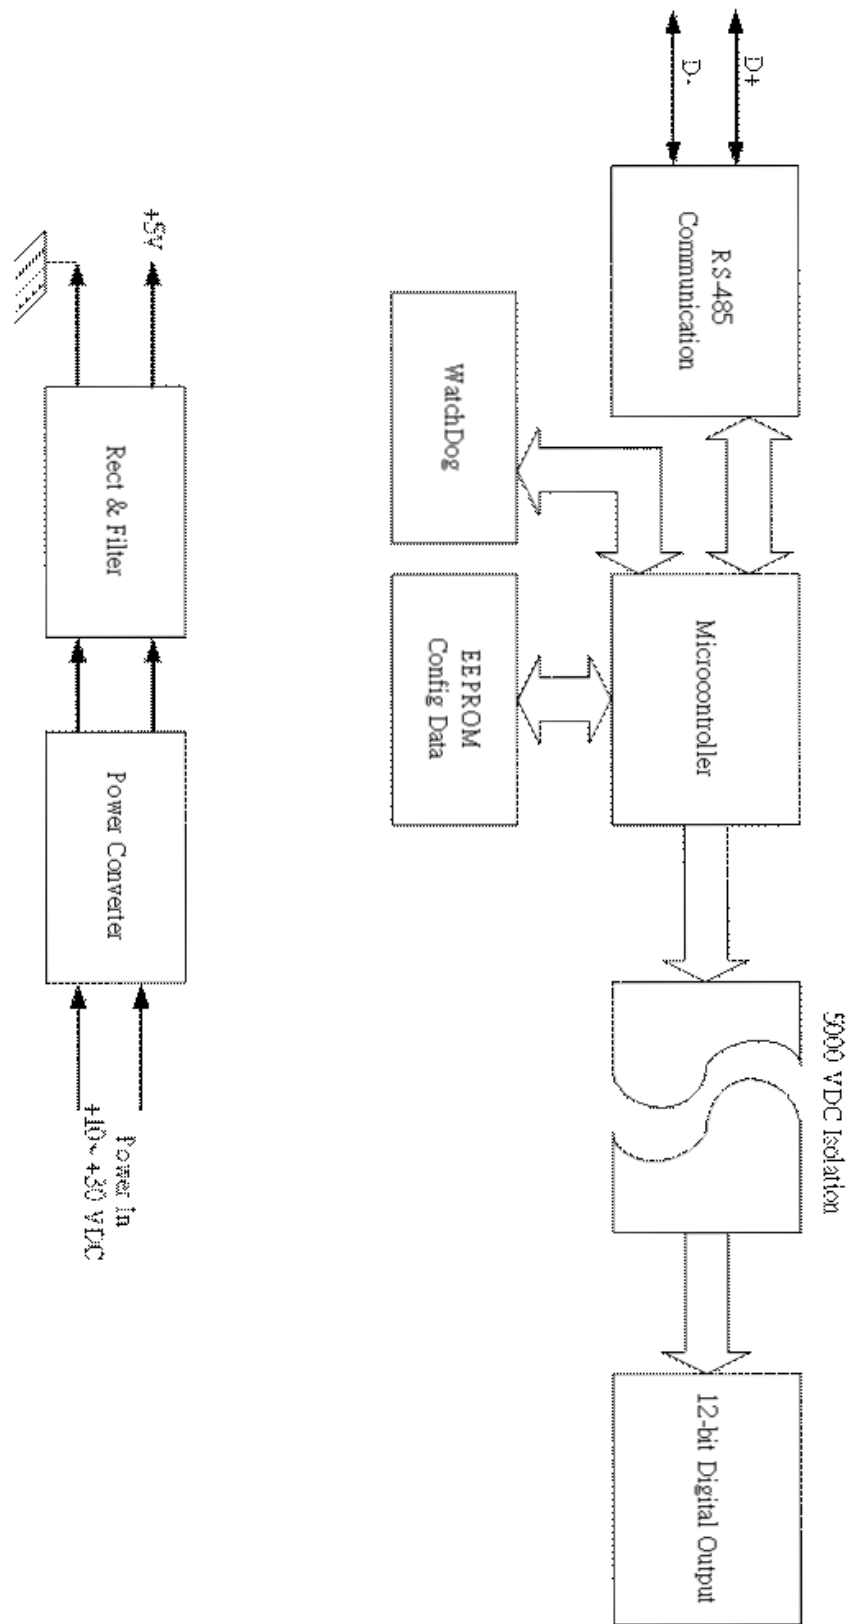 5000 VDC Isolation
D+
D-
RS-485
Communication
Microcontroller
12-bit Digital Output
WatchDog
EEPROM
Config Data
+5V
Rect & Filter
Power Converter
Power in
+10~ +30 VDC